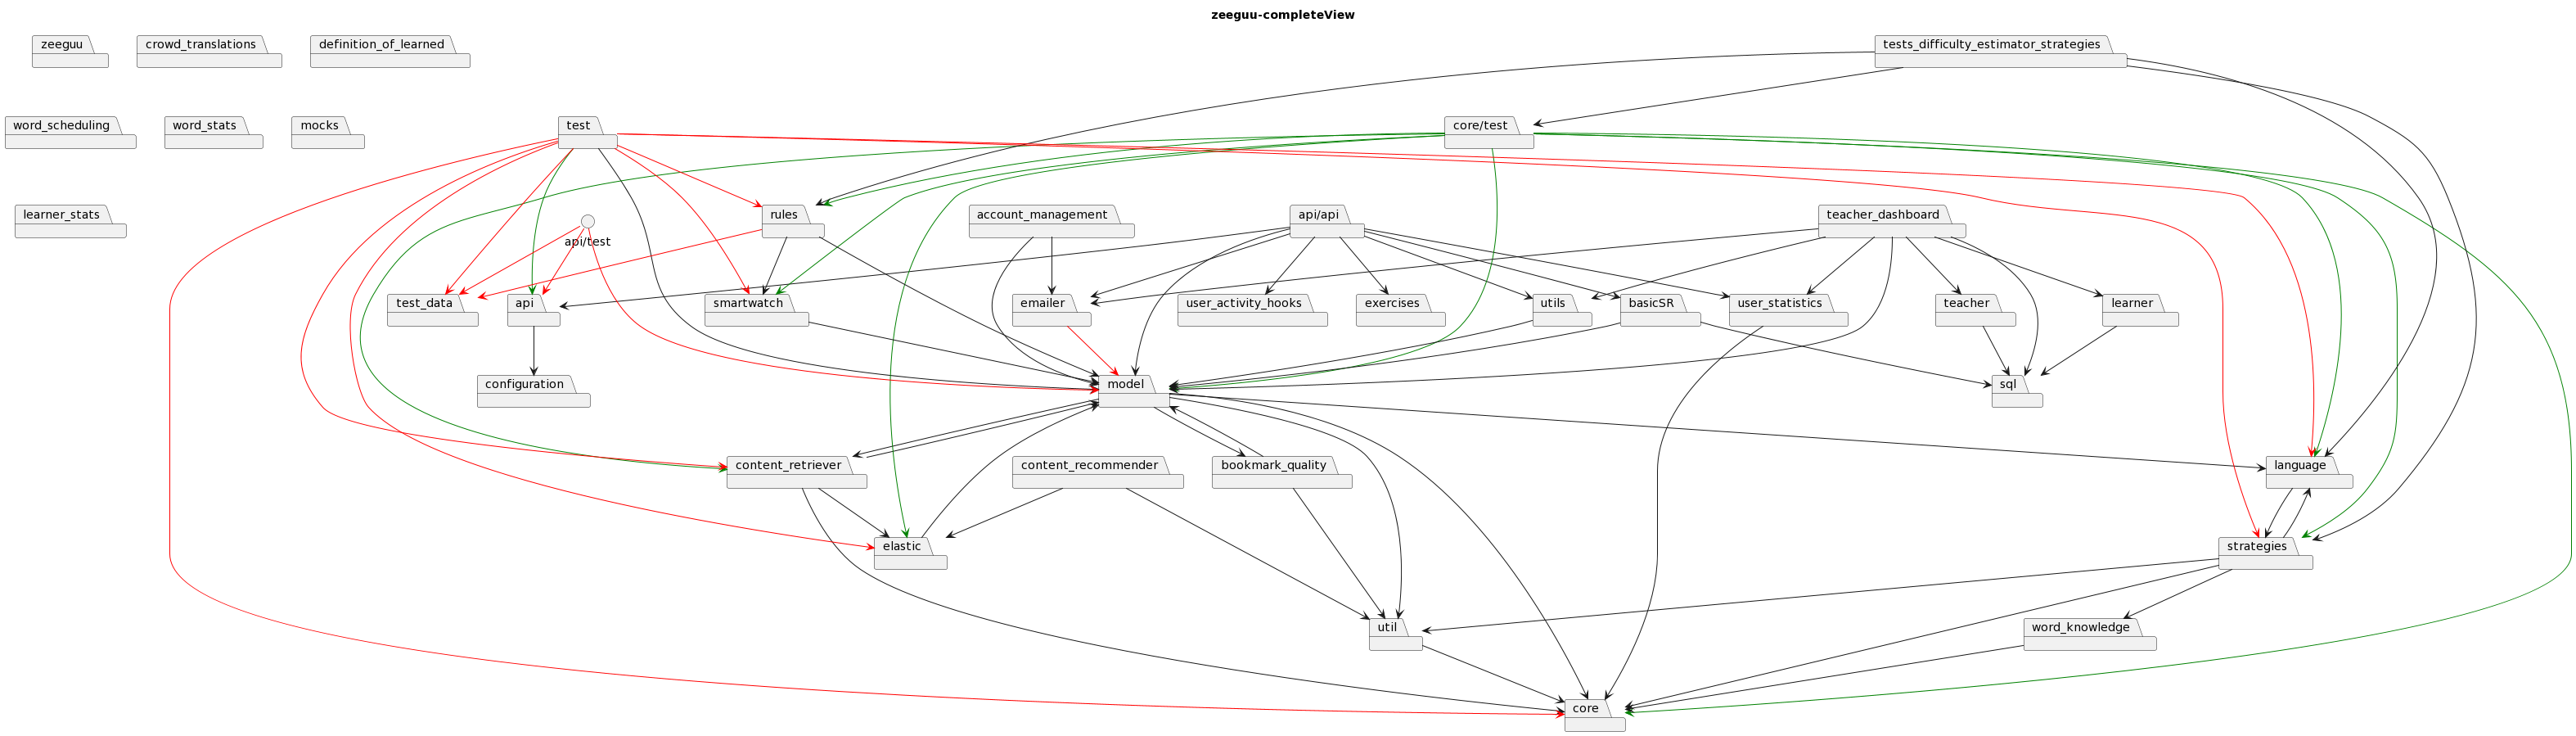 zeeguu-completeView
zeeguu
crowd_translations
definition_of_learned
tests_difficulty_estimator_strategies
word_scheduling
word_stats
mocks
test
core/test
learner_stats
api/test
rules
account_management
api/api
teacher_dashboard
test_data
api
smartwatch
emailer
user_activity_hooks
exercises
utils
basicSR
user_statistics
teacher
learner
configuration
model
sql
content_retriever
content_recommender
bookmark_quality
language
elastic
strategies
util
word_knowledge
core